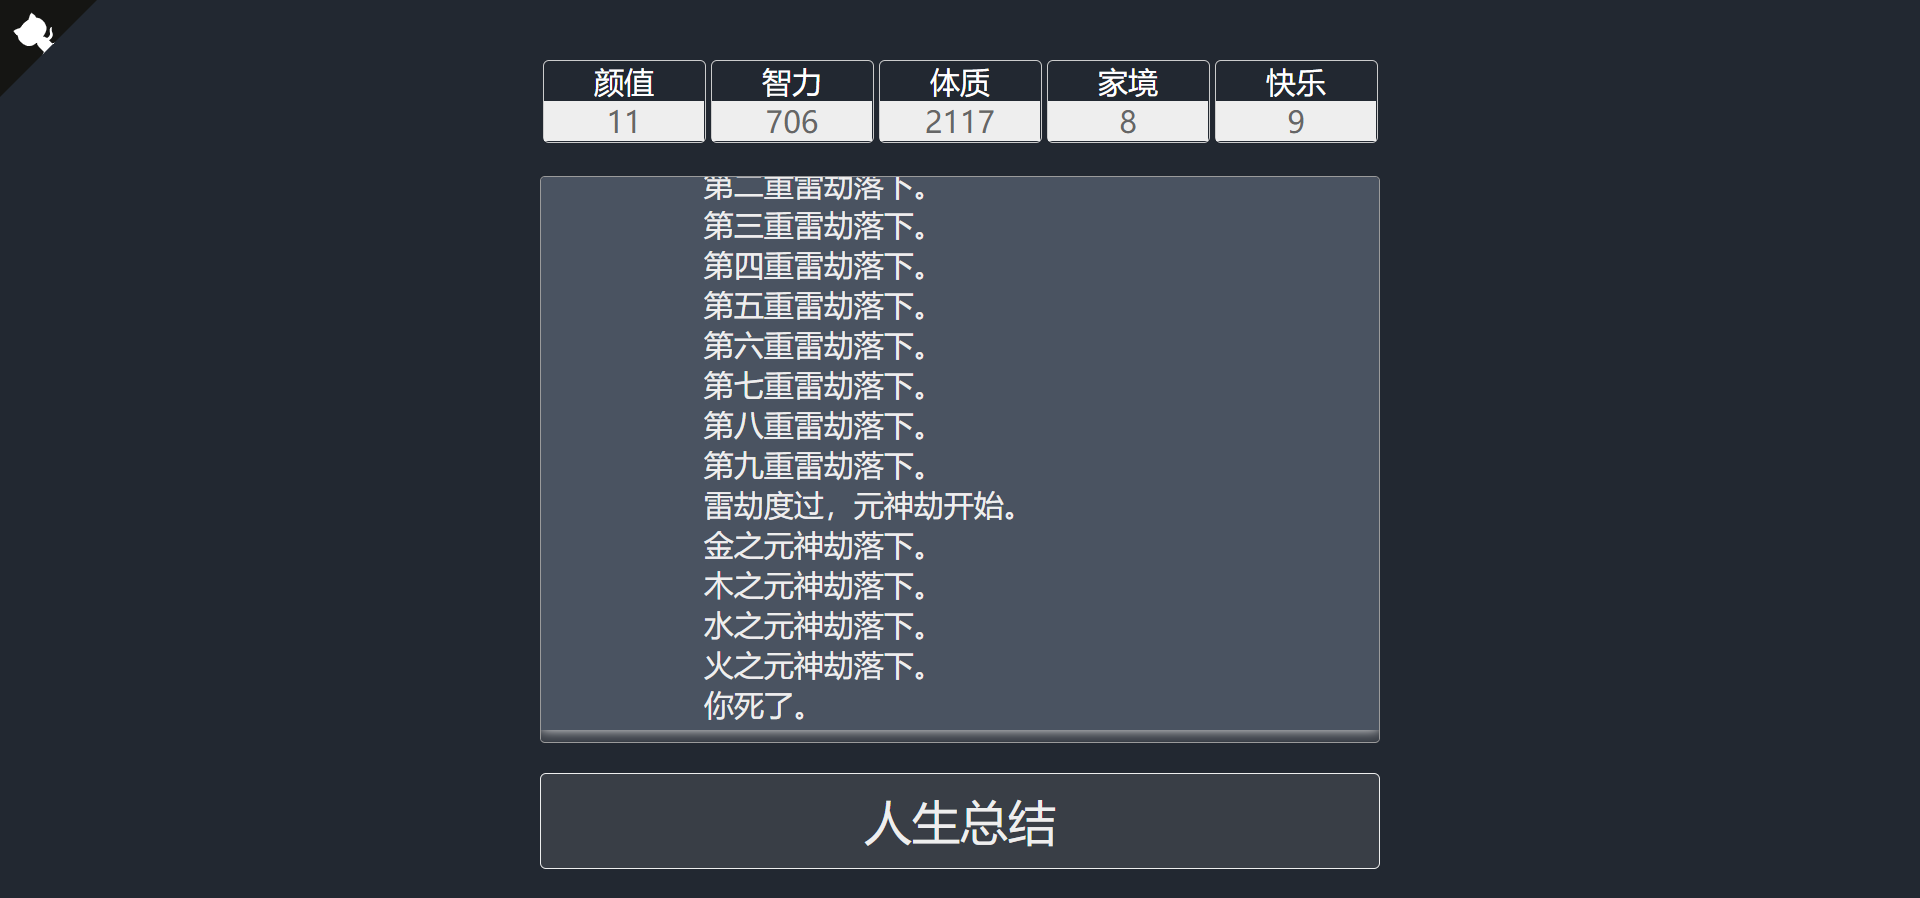 颜值 智力 体质 家境 快乐
11 706 2117 8 9
第二重雷劫落下。
第三重雷劫落下。
第四重雷劫落下。
第五重雷劫落下。
第六重雷劫落下。
第七重雷劫落下。
第八重雷劫落下。
第九重雷劫落下。
雷劫度过，元神劫开始。
金之元神劫落下。
木之元神劫落下。
水之元神劫落下。
火之元神劫落下。
你死了。
人生总结